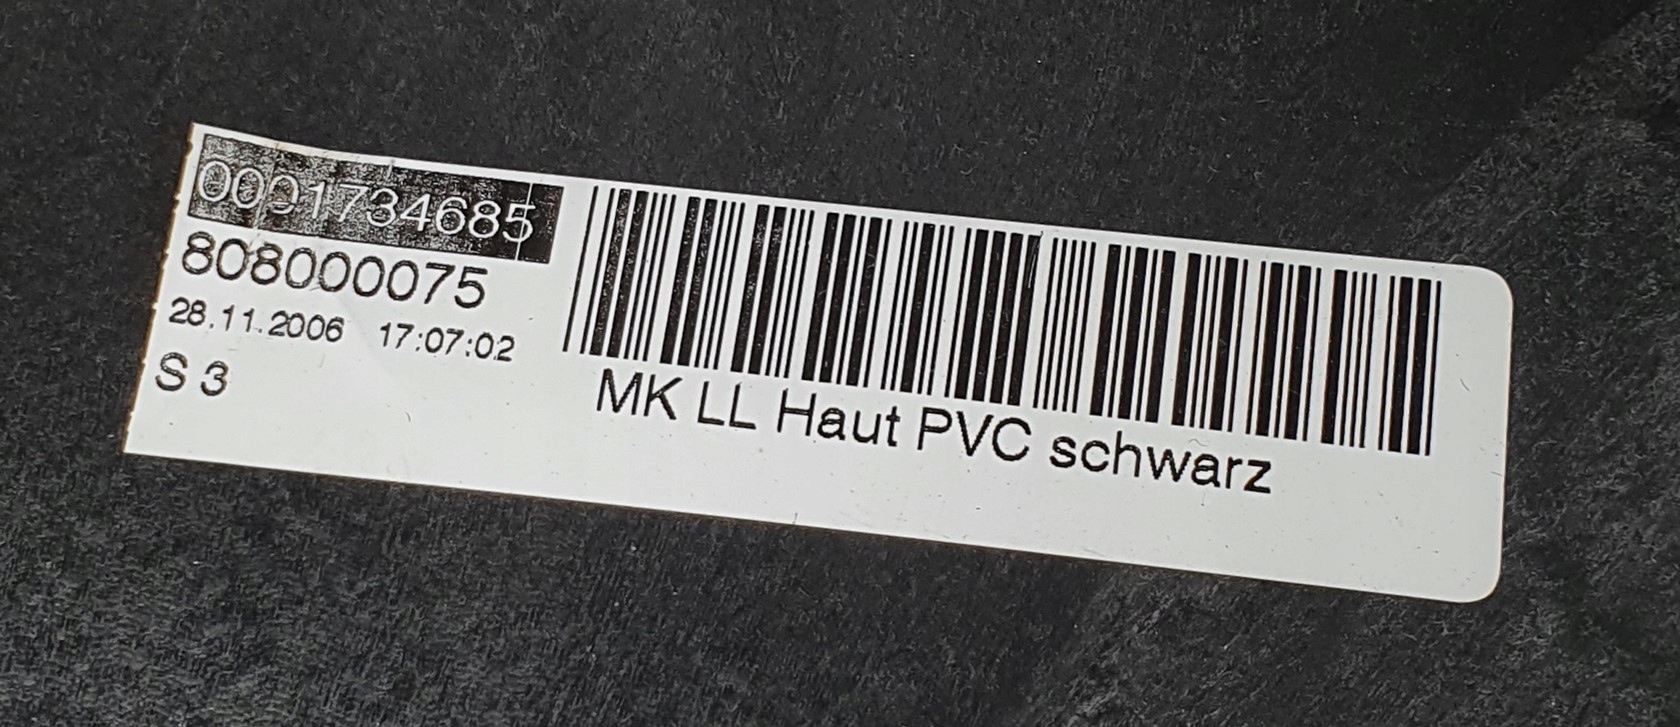 0001734685
808000075
28.11.2006 17:07:02
S 3
MK LL Haut PVC schwarz